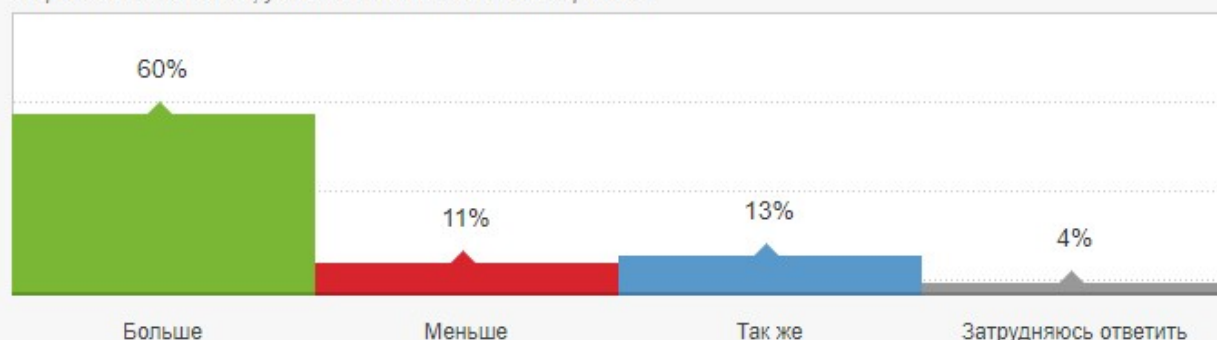 60%
11%
13%
4%
Больше
Меньше
Так же
Затрудняюсь ответить